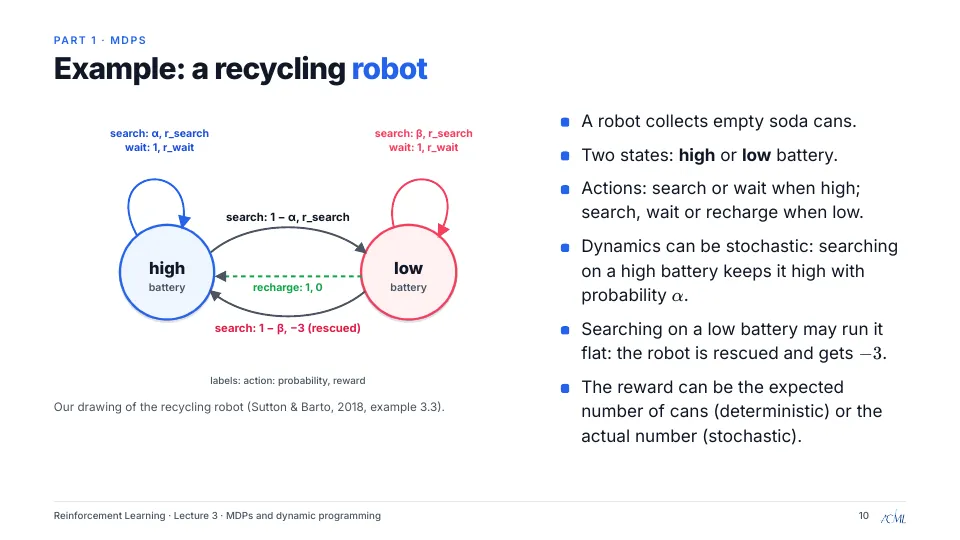 PART 1 · MDPS
Example: a recycling robot
search: α, r_search
wait: 1, r_wait
search: β, r_search
wait: 1, r_wait
search: 1 − α, r_search
high
battery
low
battery
recharge: 1, 0
search: 1 − β, −3 (rescued)
labels: action: probability, reward
Our drawing of the recycling robot (Sutton & Barto, 2018, example 3.3).
A robot collects empty soda cans.
Two states: high or low battery.
Actions: search or wait when high;
search, wait or recharge when low.
Dynamics can be stochastic: searching
on a high battery keeps it high with
probability α.
Searching on a low battery may run it
flat: the robot is rescued and gets −3.
The reward can be the expected
number of cans (deterministic) or the
actual number (stochastic).
Reinforcement Learning · Lecture 3 · MDPs and dynamic programming
10
ACML